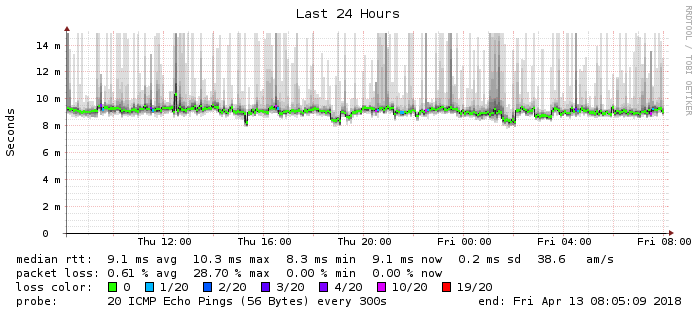 Last 24 Hours
RRDTOOL / TOBI OETIKER
Seconds
14 m
12 m
10 m
8 m
6 m
4 m
2 m
0
Thu 12:00 Thu 16:00 Thu 20:00 Fri 00:00 Fri 04:00 Fri 08:00
median rtt: 9.1 ms avg 10.3 ms max 8.3 ms min 9.1 ms now 0.2 ms sd 38.6 am/s
packet loss: 0.61 % avg 28.70 % max 0.00 % min 0.00 % now
loss color: 0 1/20 2/20 3/20 4/20 10/20 19/20
probe: 20 ICMP Echo Pings (56 Bytes) every 300s end: Fri Apr 13 08:05:09 2018